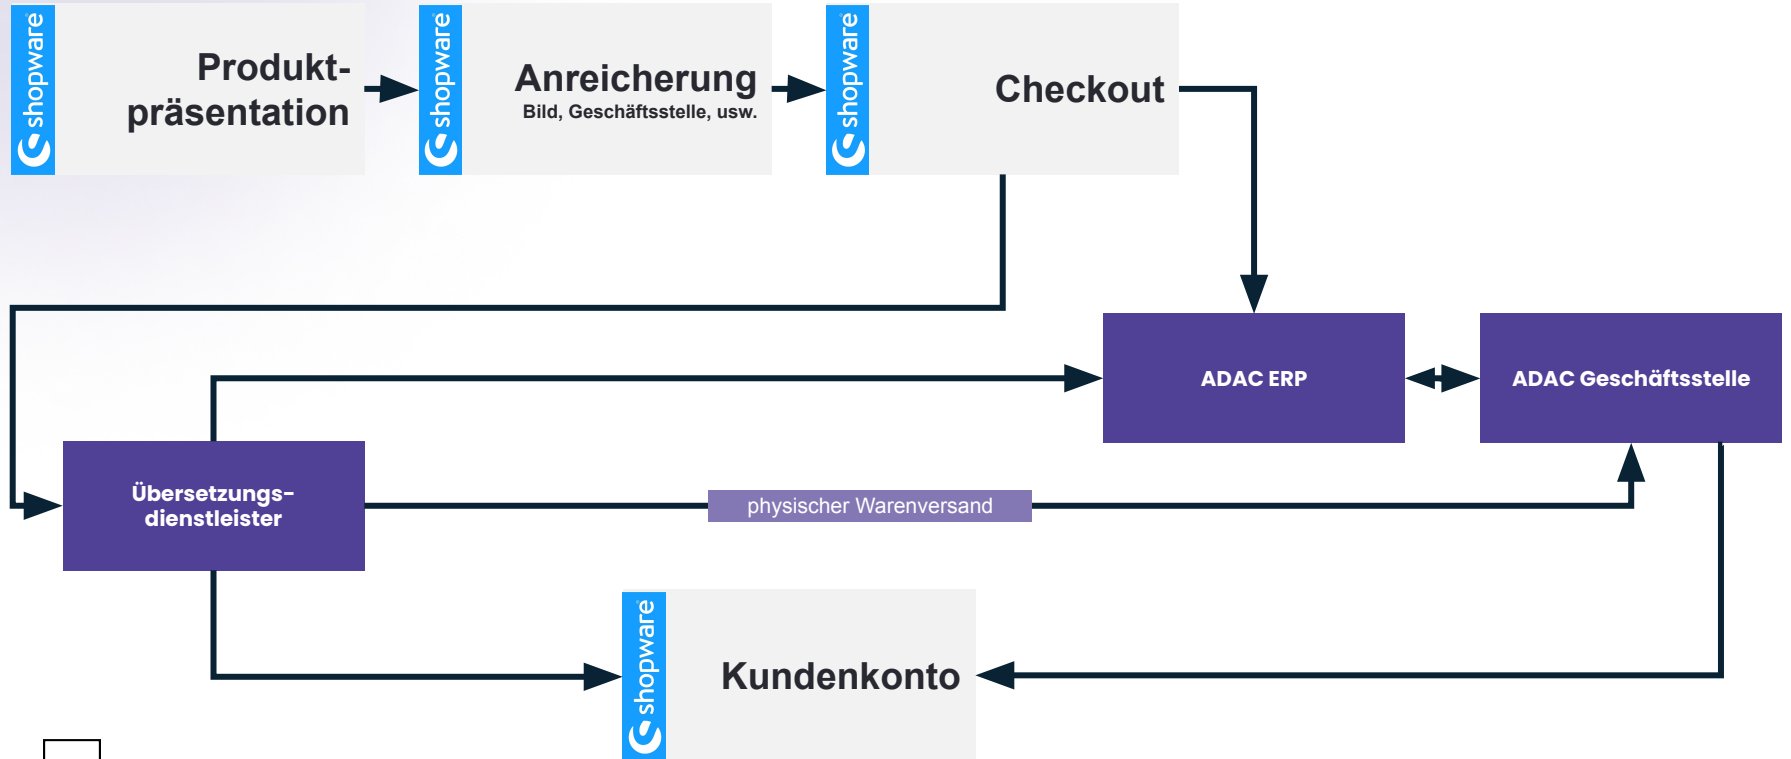 shopware
Produkt-
präsentation
shopware
Anreicherung
Bild, Geschäftsstelle, usw.
shopware
Checkout
ADAC ERP
ADAC Geschäftsstelle
Übersetzungs-
dienstleister
physischer Warenversand
shopware
Kundenkonto